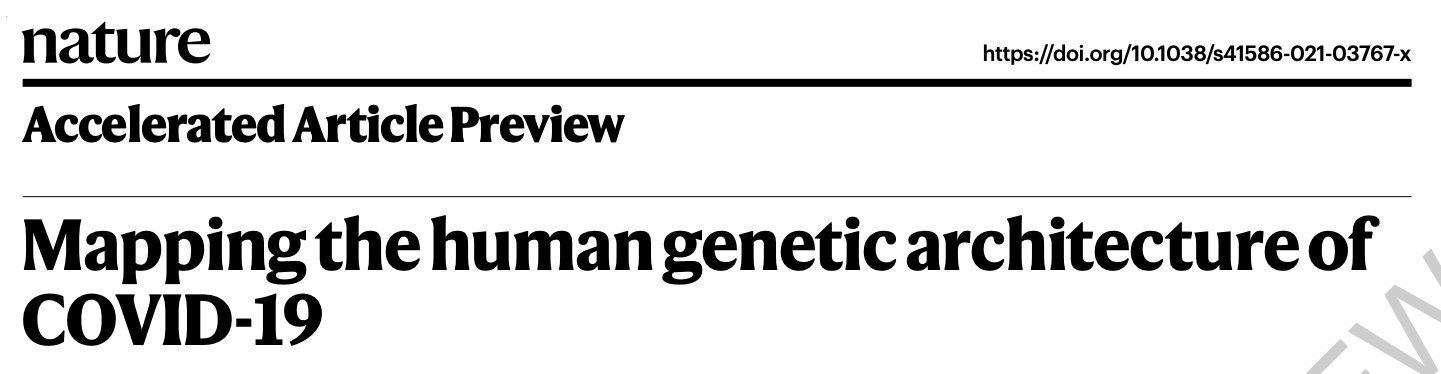 nature
https://doi.org/10.1038/s41586-021-03767-x
Accelerated Article Preview
Mapping the human genetic architecture of
COVID-19